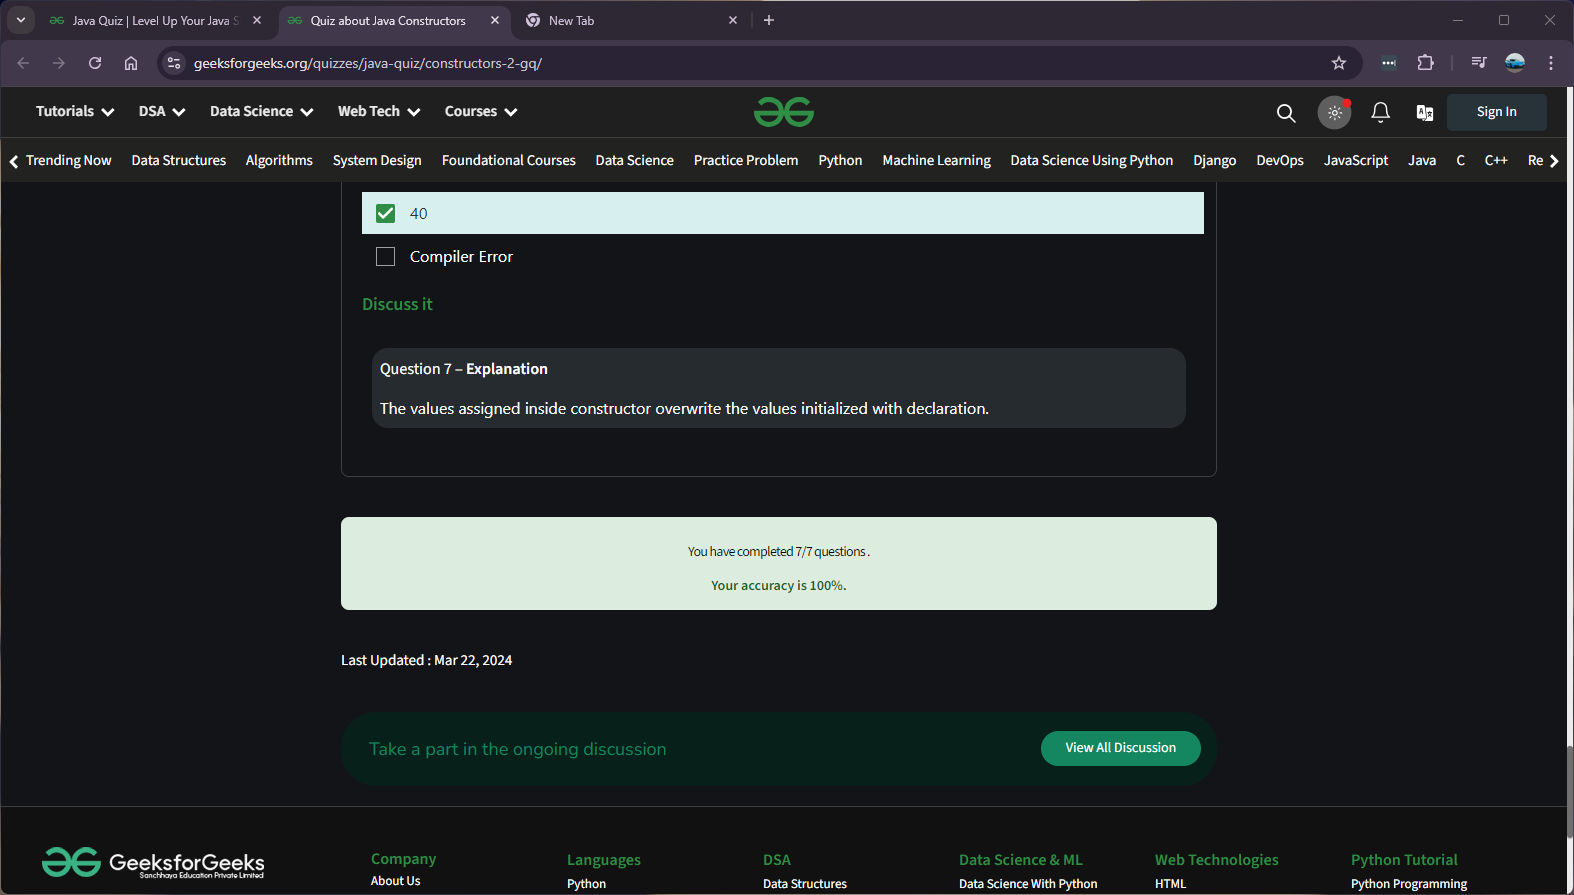 Java Quiz | Level Up Your Java S
Quiz about Java Constructors
New Tab
geeksforgeeks.org/quizzes/java-quiz/constructors-2-gq/
Tutorials DSA Data Science Web Tech Courses Sign In
Trending Now Data Structures Algorithms System Design Foundational Courses Data Science Practice Problem Python Machine Learning Data Science Using Python Django DevOps JavaScript Java C C++ Re
40
Compiler Error
Discuss it
Question 7 – Explanation
The values assigned inside constructor overwrite the values initialized with declaration.
You have completed 7/7 questions .
Your accuracy is 100%.
Last Updated : Mar 22, 2024
Take a part in the ongoing discussion
View All Discussion
GeeksforGeeks
Sanchhaya Education Private Limited
Company
About Us
Languages
Python
DSA
Data Structures
Data Science & ML
Data Science With Python
Web Technologies
HTML
Python Tutorial
Python Programming